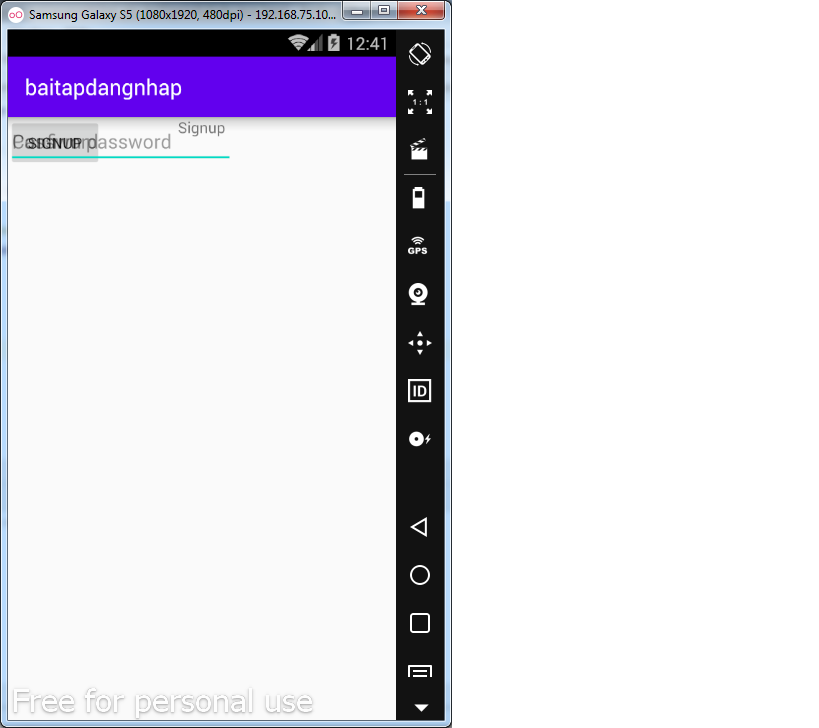 Samsung Galaxy S5 (1080x1920, 480dpi) - 192.168.75.10...
12:41
baitapdangnhap
Signup
Confirm password
SIGNUP
1 : 1
GPS
ID
Free for personal use